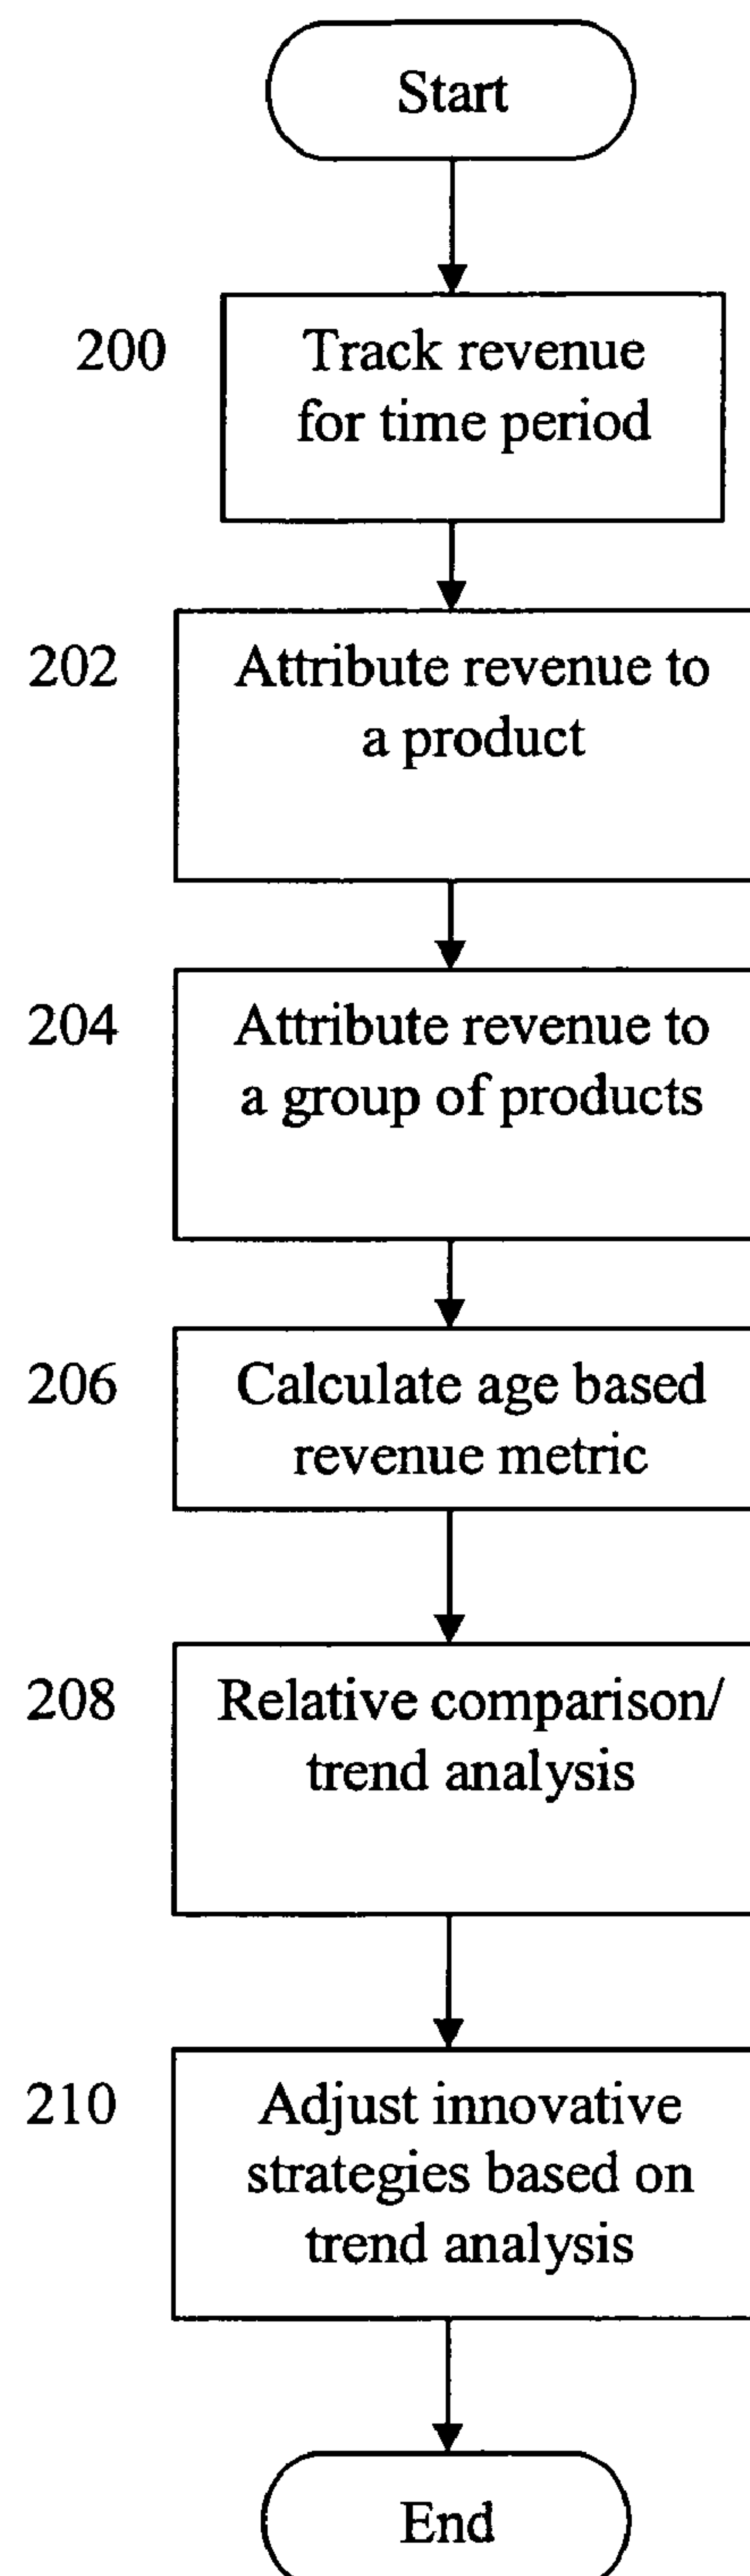 Start
200
Track revenue
for time period
202
Attribute revenue to
a product
204
Attribute revenue to
a group of products
206
Calculate age based
revenue metric
208
Relative comparison/
trend analysis
210
Adjust innovative
strategies based on
trend analysis
End